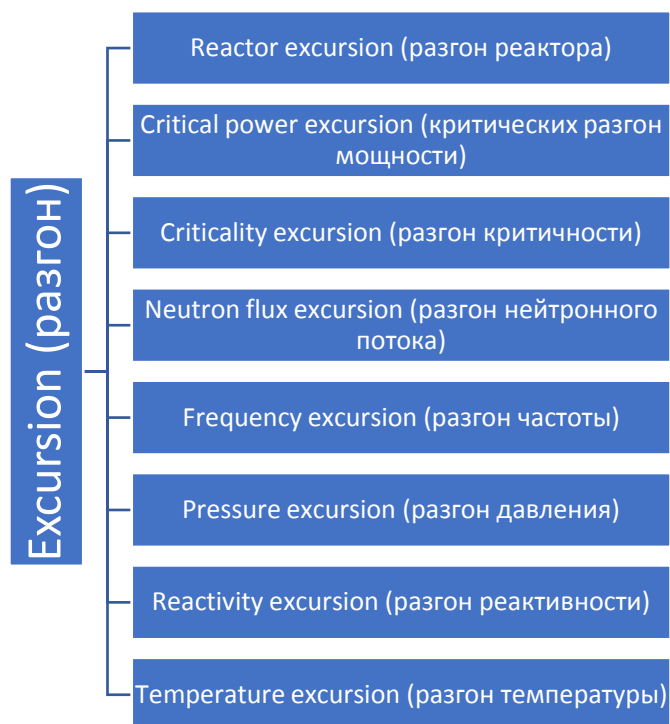 Excursion (разгон)
Reactor excursion (разгон реактора)
Critical power excursion (критических разгон
мощности)
Criticality excursion (разгон критичности)
Neutron flux excursion (разгон нейтронного
потока)
Frequency excursion (разгон частоты)
Pressure excursion (разгон давления)
Reactivity excursion (разгон реактивности)
Temperature excursion (разгон температуры)